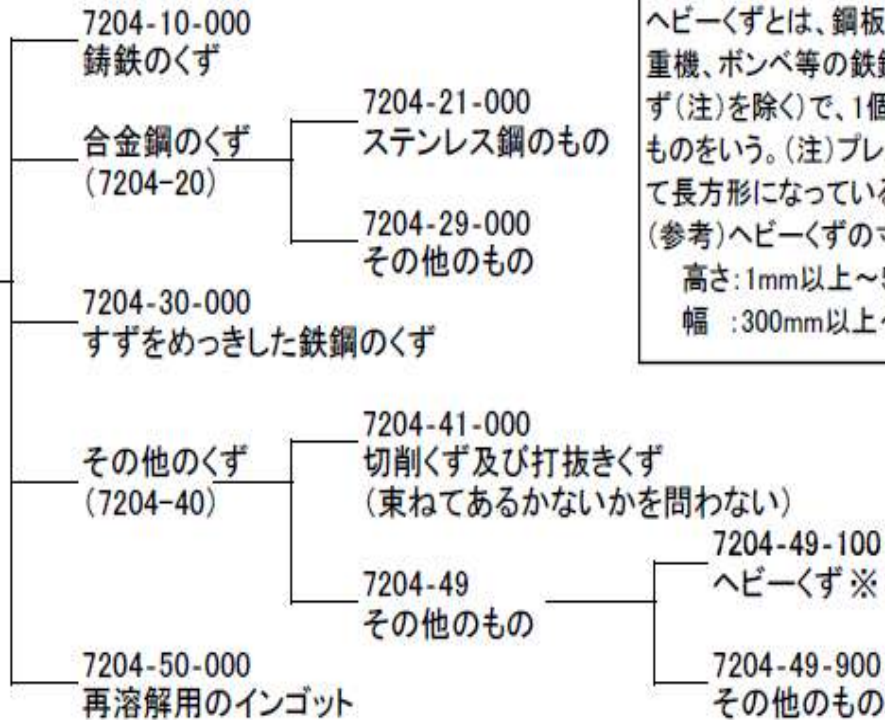 7204-10-000
鋳鉄のくず
合金鋼のくず
(7204-20)
7204-21-000
ステンレス鋼のもの
7204-29-000
その他のもの
7204-30-000
すずをめっきした鉄鋼のくず
その他のくず
(7204-40)
7204-41-000
切削くず及び打抜きくず
(束ねてあるかないかを問わない)
7204-49
その他のもの
7204-49-100
ヘビーくず※
7204-49-900
その他のもの
7204-50-000
再溶解用のインゴット
ヘビーくずとは、鋼板
重機、ボンベ等の鉄
ず(注)を除く)で、1個
ものをいう。(注)プレ
て長方形になっている
(参考)ヘビーくずの
高さ:1mm以上～
幅 :300mm以上